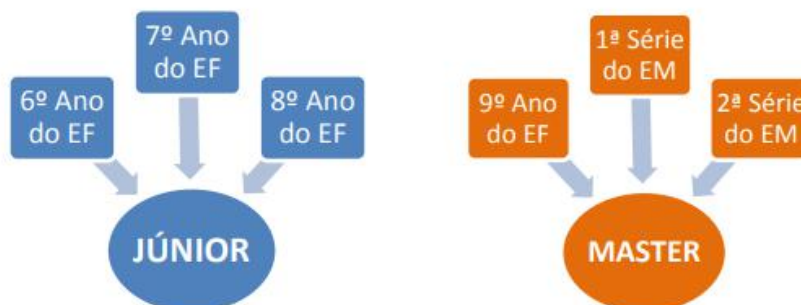 7º Ano
do EF
6º Ano
do EF
8º Ano
do EF
JÚNIOR
1ª Série
do EM
9º Ano
do EF
2ª Série
do EM
MASTER